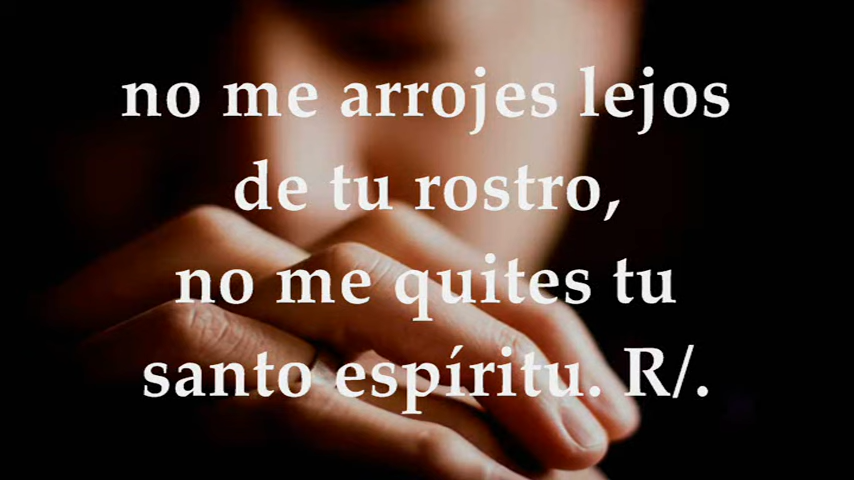 no me arrojes lejos
de tu rostro,
no me quites tu
santo espíritu. R/.